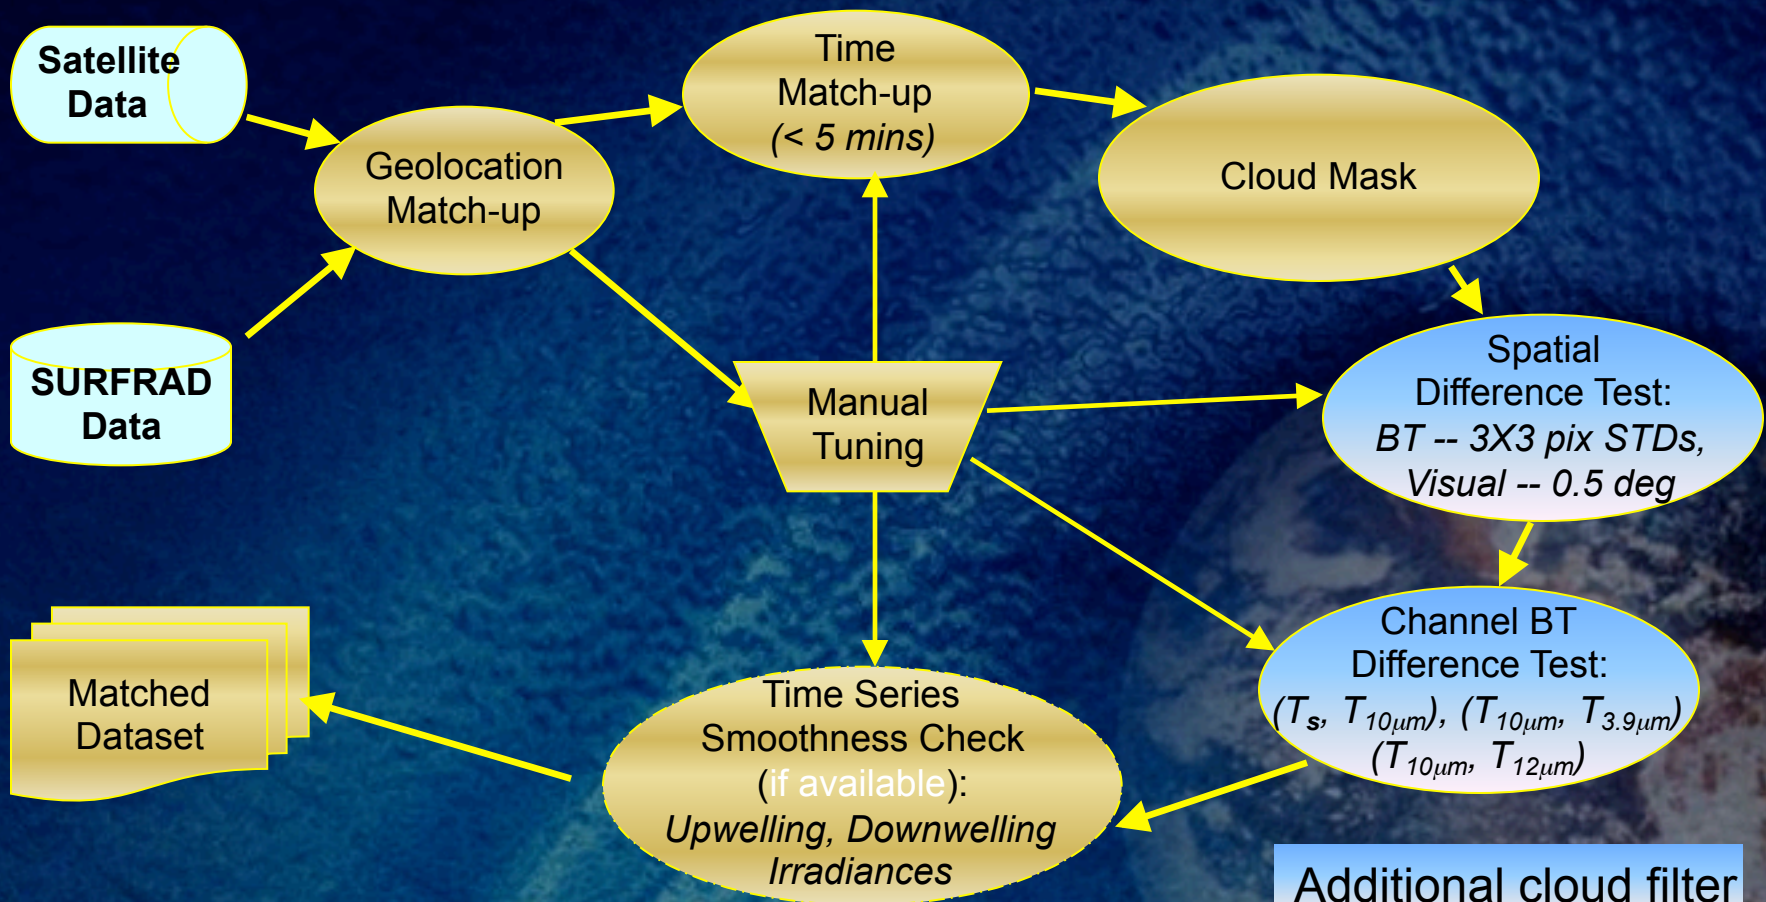 Satellite
Data
Time
Match-up
(< 5 mins)
Cloud Mask
Geolocation
Match-up
SURFRAD
Data
Manual
Tuning
Spatial
Difference Test:
BT -- 3X3 pix STDs,
Visual -- 0.5 deg
Channel BT
Difference Test:
(Ts, T10μm), (T10μm, T3.9μm)
(T10μm, T12μm)
Time Series
Smoothness Check
(if available):
Upwelling, Downwelling
Irradiances
Matched
Dataset
Additional cloud filter